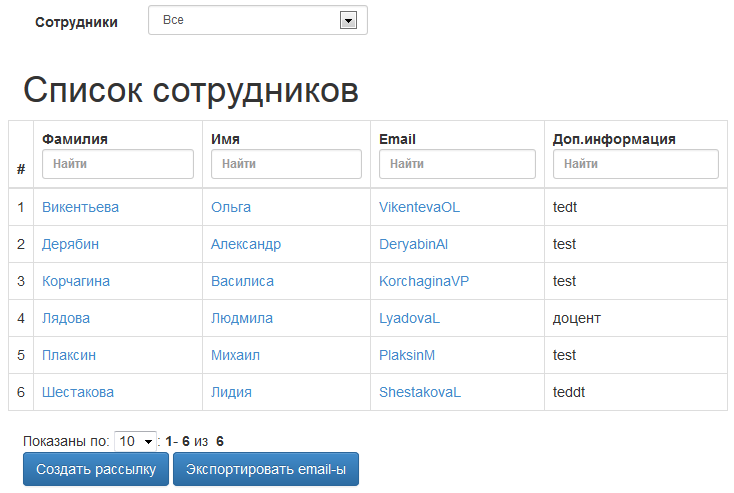 Сотрудники Все
Список сотрудников
# Фамилия Имя Email Доп.информация
Найти Найти Найти Найти
1 Викентьева Ольга VikentevaOL tedt
2 Дерябин Александр DeryabinAI test
3 Корчагина Василиса KorchaginaVP test
4 Лядова Людмила LyadovaL доцент
5 Плаксин Михаил PlaksinM test
6 Шестакова Лидия ShestakovaL teddt
Показаны по: 10 : 1- 6 из 6
Создать рассылку Экспортировать email-ы